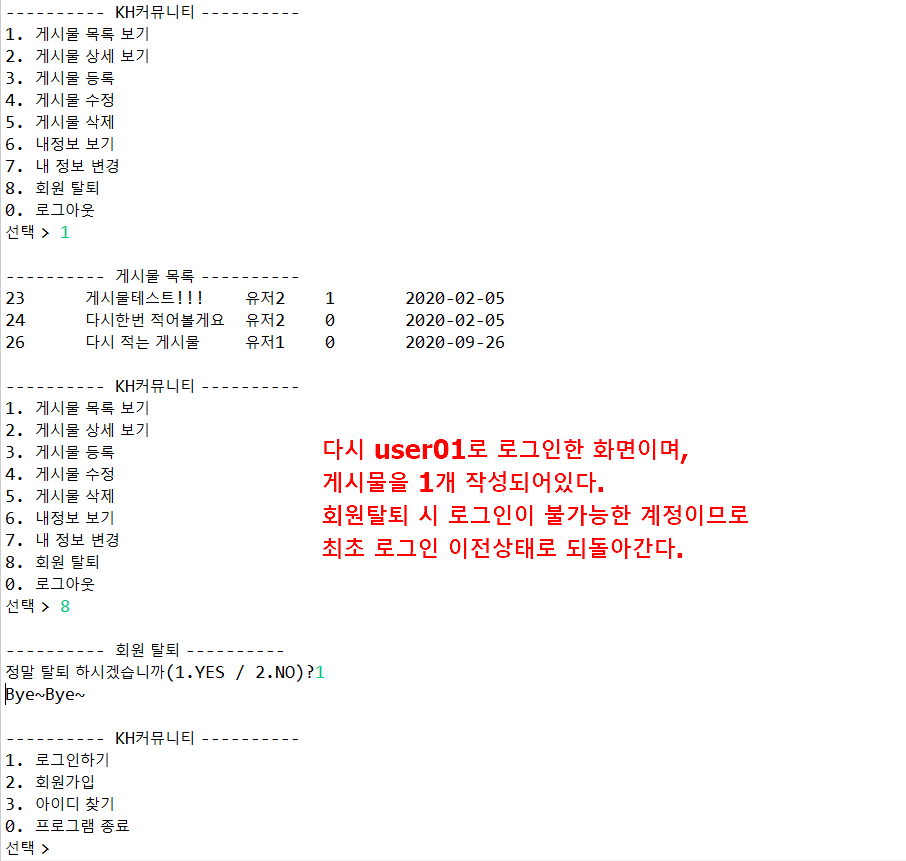 ---------- KH커뮤니티 ----------
1. 게시물 목록 보기
2. 게시물 상세 보기
3. 게시물 등록
4. 게시물 수정
5. 게시물 삭제
6. 내정보 보기
7. 내 정보 변경
8. 회원 탈퇴
0. 로그아웃
선택 > 1
---------- 게시물 목록 ----------
23 게시물테스트!!! 유저2 1 2020-02-05
24 다시한번 적어볼게요 유저2 0 2020-02-05
26 다시 적는 게시물 유저1 0 2020-09-26
---------- KH커뮤니티 ----------
1. 게시물 목록 보기
2. 게시물 상세 보기
3. 게시물 등록
4. 게시물 수정
5. 게시물 삭제
6. 내정보 보기
7. 내 정보 변경
8. 회원 탈퇴
0. 로그아웃
선택 > 8
다시 user01로 로그인한 화면이며,
게시물을 1개 작성되어있다.
회원탈퇴 시 로그인이 불가능한 계정이므로
최초 로그인 이전상태로 되돌아간다.
---------- 회원 탈퇴 ----------
정말 탈퇴 하시겠습니까(1.YES / 2.NO)?1
Bye~Bye~
---------- KH커뮤니티 ----------
1. 로그인하기
2. 회원가입
3. 아이디 찾기
0. 프로그램 종료
선택 >